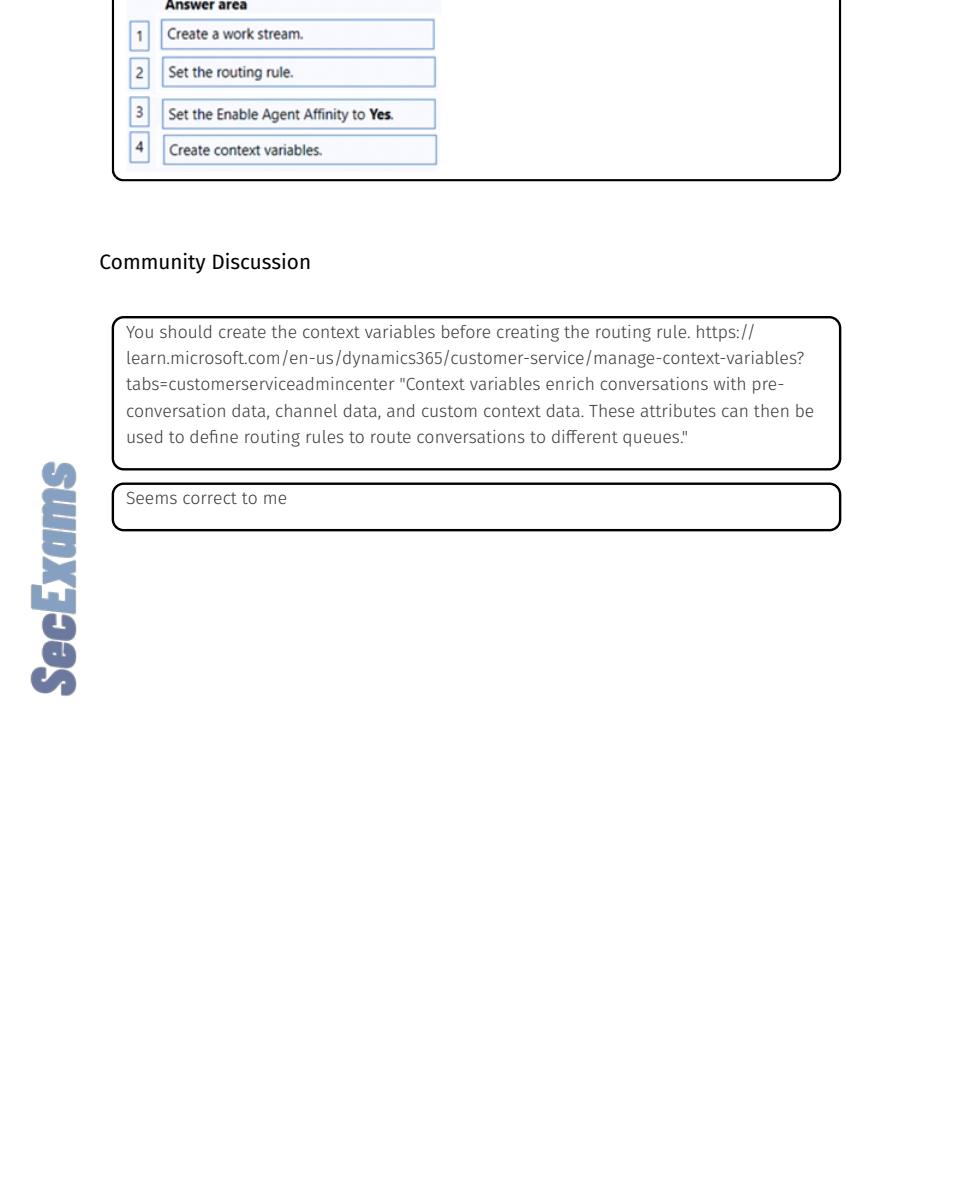 Answer area
1 Create a work stream.
2 Set the routing rule.
3 Set the Enable Agent Affinity to Yes.
4 Create context variables.
Community Discussion
You should create the context variables before creating the routing rule. https://
learn.microsoft.com/en-us/dynamics365/customer-service/manage-context-variables?
tabs=customerserviceadmincenter "Context variables enrich conversations with pre-
conversation data, channel data, and custom context data. These attributes can then be
used to define routing rules to route conversations to different queues."
Seems correct to me
SecExams